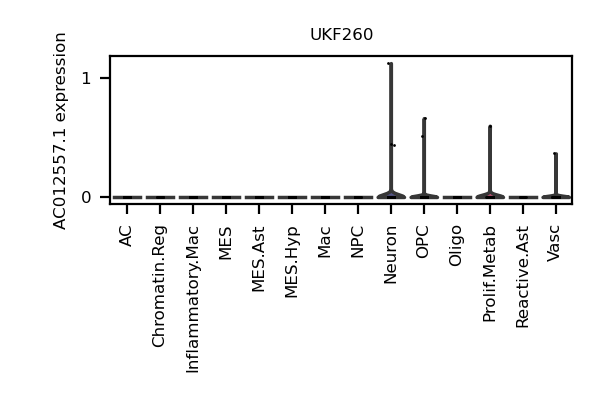 UKF260
AC012557.1 expression
1
0
AC
Chromatin.Reg
Inflammatory.Mac
MES
MES.Ast
MES.Hyp
Mac
NPC
Neuron
OPC
Oligo
Prolif.Metab
Reactive.Ast
Vasc